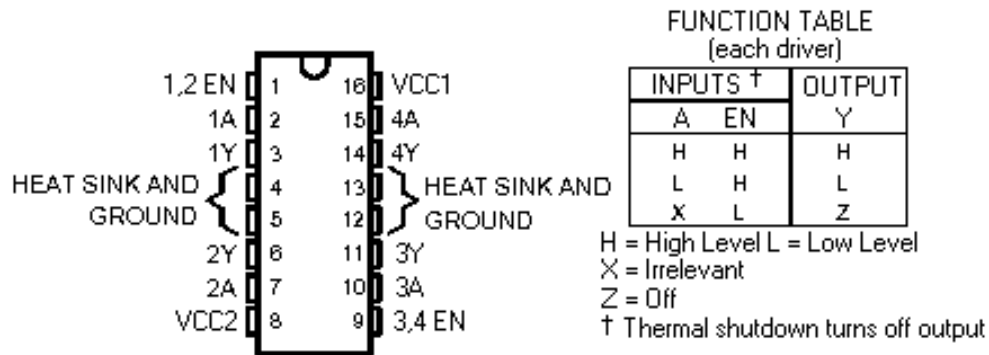 FUNCTION TABLE
(each driver)
1,2 EN 1 16 VCC1
1A 2 15 4A
1Y 3 14 4Y
HEAT SINK AND GROUND 4 13 HEAT SINK AND GROUND
5 12
2Y 6 11 3Y
2A 7 10 3A
VCC2 8 9 3,4 EN
INPUTS † OUTPUT
A EN Y
H H H
L H L
X L Z
H = High Level L = Low Level
X = Irrelevant
Z = Off
† Thermal shutdown turns off output